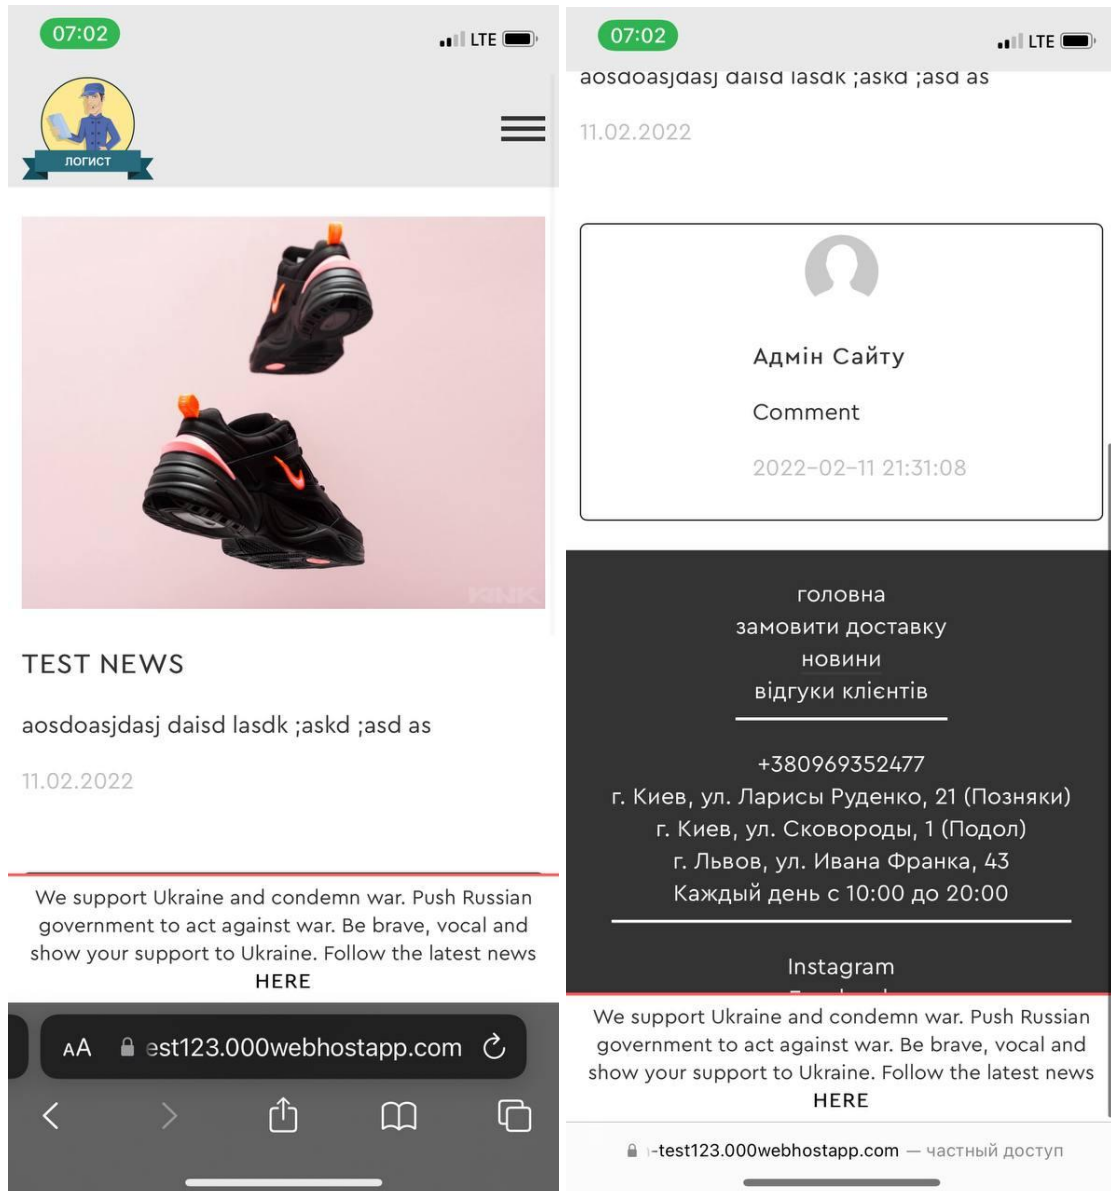 07:02
LTE
ЛОГИСТ
KINK
TEST NEWS
aosdoasjdasj daisd lasdk ;askd ;asd as
11.02.2022
We support Ukraine and condemn war. Push Russian
government to act against war. Be brave, vocal and
show your support to Ukraine. Follow the latest news
HERE
AA
est123.000webhostapp.com
07:02
LTE
aosdoasjdasj daisd lasdk ;askd ;asd as
11.02.2022
Адмін Сайту
Comment
2022-02-11 21:31:08
головна
замовити доставку
новини
відгуки клієнтів
+380969352477
г. Киев, ул. Ларисы Руденко, 21 (Позняки)
г. Киев, ул. Сковороды, 1 (Подол)
г. Львов, ул. Ивана Франка, 43
Каждый день с 10:00 до 20:00
Instagram
We support Ukraine and condemn war. Push Russian
government to act against war. Be brave, vocal and
show your support to Ukraine. Follow the latest news
HERE
-test123.000webhostapp.com — частный доступ